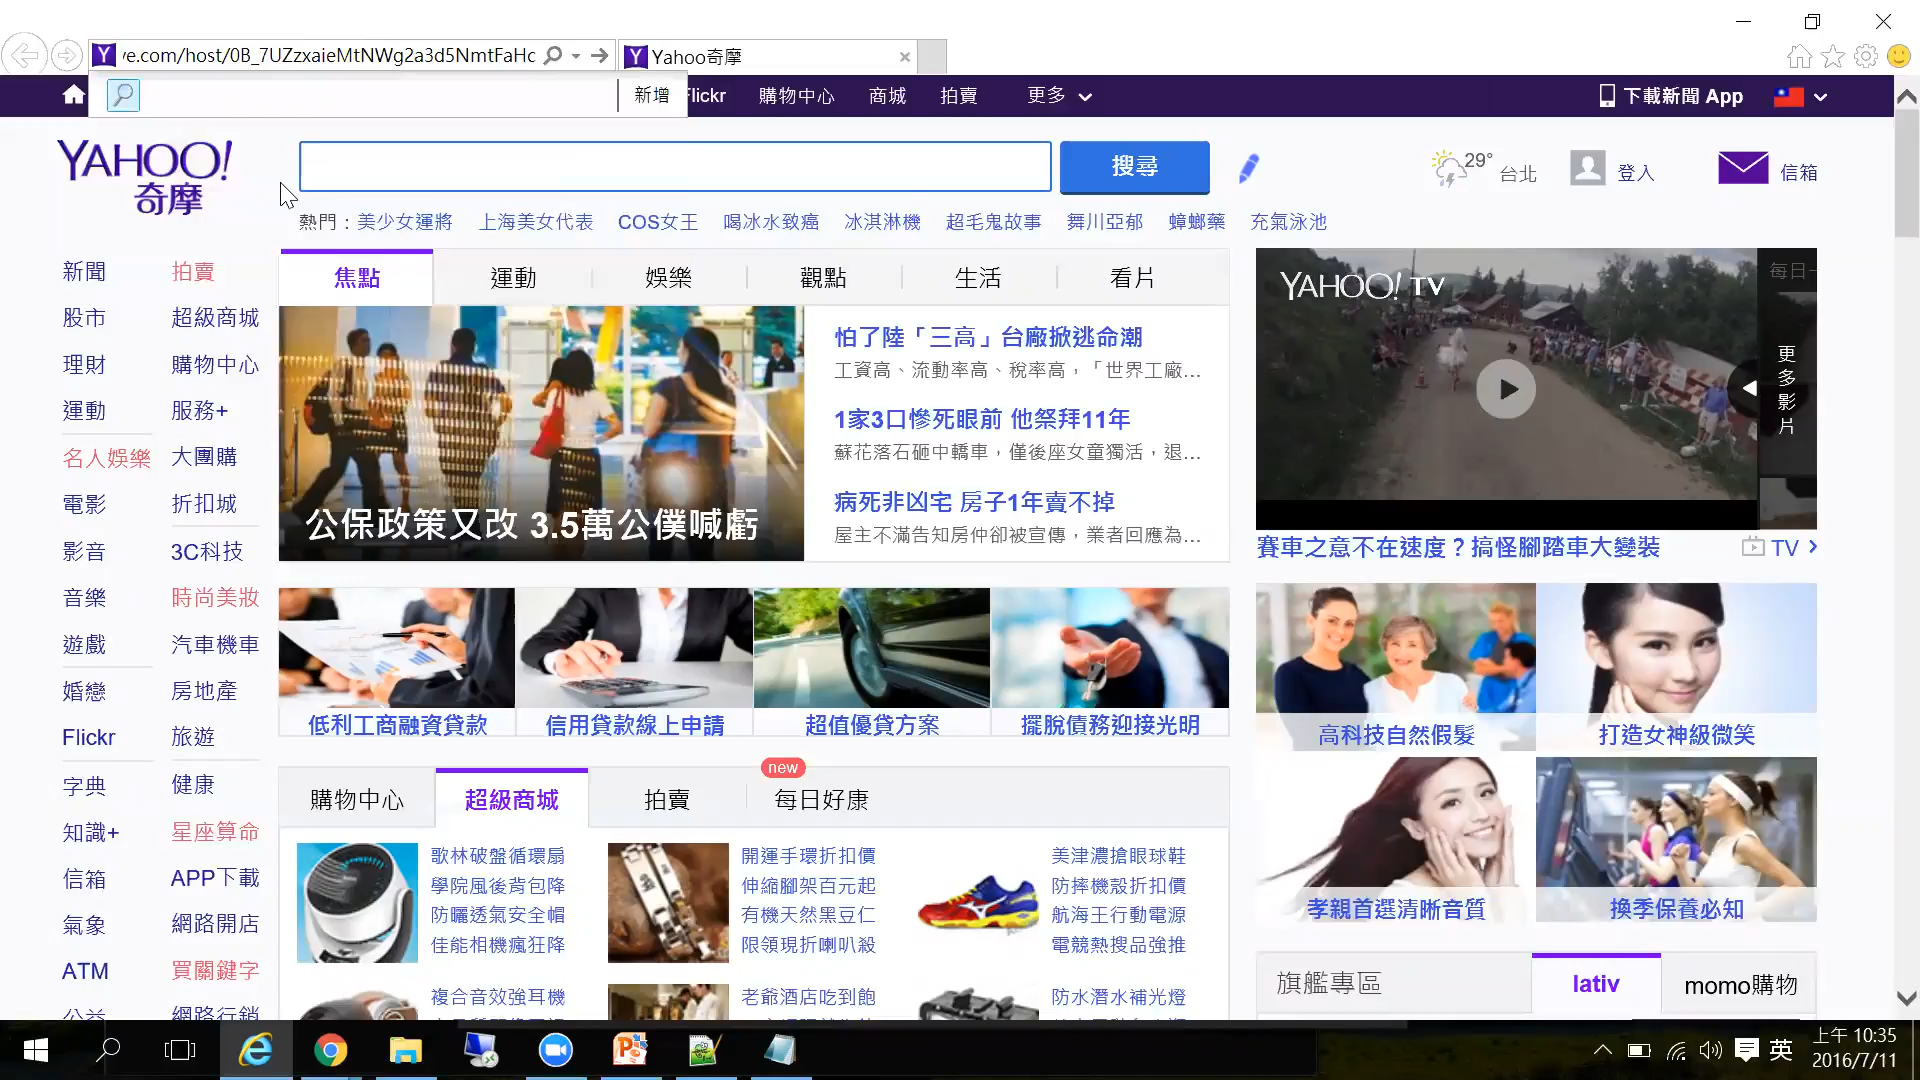 ve.com/host/0B_7UZzxaieMtNWg2a3d5NmtFaHc
Yahoo奇摩
新增
Flickr 購物中心 商城 拍賣 更多
下載新聞 App
YAHOO!
奇摩
搜尋
29° 台北
登入
信箱
熱門：美少女運將 上海美女代表 COS女王 喝冰水致癌 冰淇淋機 超毛鬼故事 舞川亞郁 蟑螂藥 充氣泳池
新聞 拍賣
股市 超級商城
理財 購物中心
運動 服務+
名人娛樂 大團購
電影 折扣城
影音 3C科技
音樂 時尚美妝
遊戲 汽車機車
婚戀 房地產
Flickr 旅遊
字典 健康
知識+ 星座算命
信箱 APP下載
氣象 網路開店
ATM 買關鍵字
公益 網路行銷
焦點 運動 娛樂 觀點 生活 看片
公保政策又改 3.5萬公僕喊虧
怕了陸「三高」台廠掀逃命潮
工資高、流動率高、稅率高，「世界工廠...
1家3口慘死眼前 他祭拜11年
蘇花落石砸中轎車，僅後座女童獨活，退...
病死非凶宅 房子1年賣不掉
屋主不滿告知房仲卻被宣傳，業者回應為...
低利工商融資貸款
信用貸款線上申請
超值優貸方案
擺脫債務迎接光明
new
購物中心 超級商城 拍賣 每日好康
歌林破盤循環扇
學院風後背包降
防曬透氣安全帽
佳能相機瘋狂降
開運手環折扣價
伸縮腳架百元起
有機天然黑豆仁
限領現折喇叭殺
美津濃搶眼球鞋
防摔機殼折扣價
航海王行動電源
電競熱搜品強推
複合音效強耳機
老爺酒店吃到飽
防水潛水補光燈
YAHOO! TV
每日一
更多影片
賽車之意不在速度？搞怪腳踏車大變裝
TV
高科技自然假髮
打造女神級微笑
孝親首選清晰音質
換季保養必知
旗艦專區 lativ momo購物
英
上午 10:35
2016/7/11